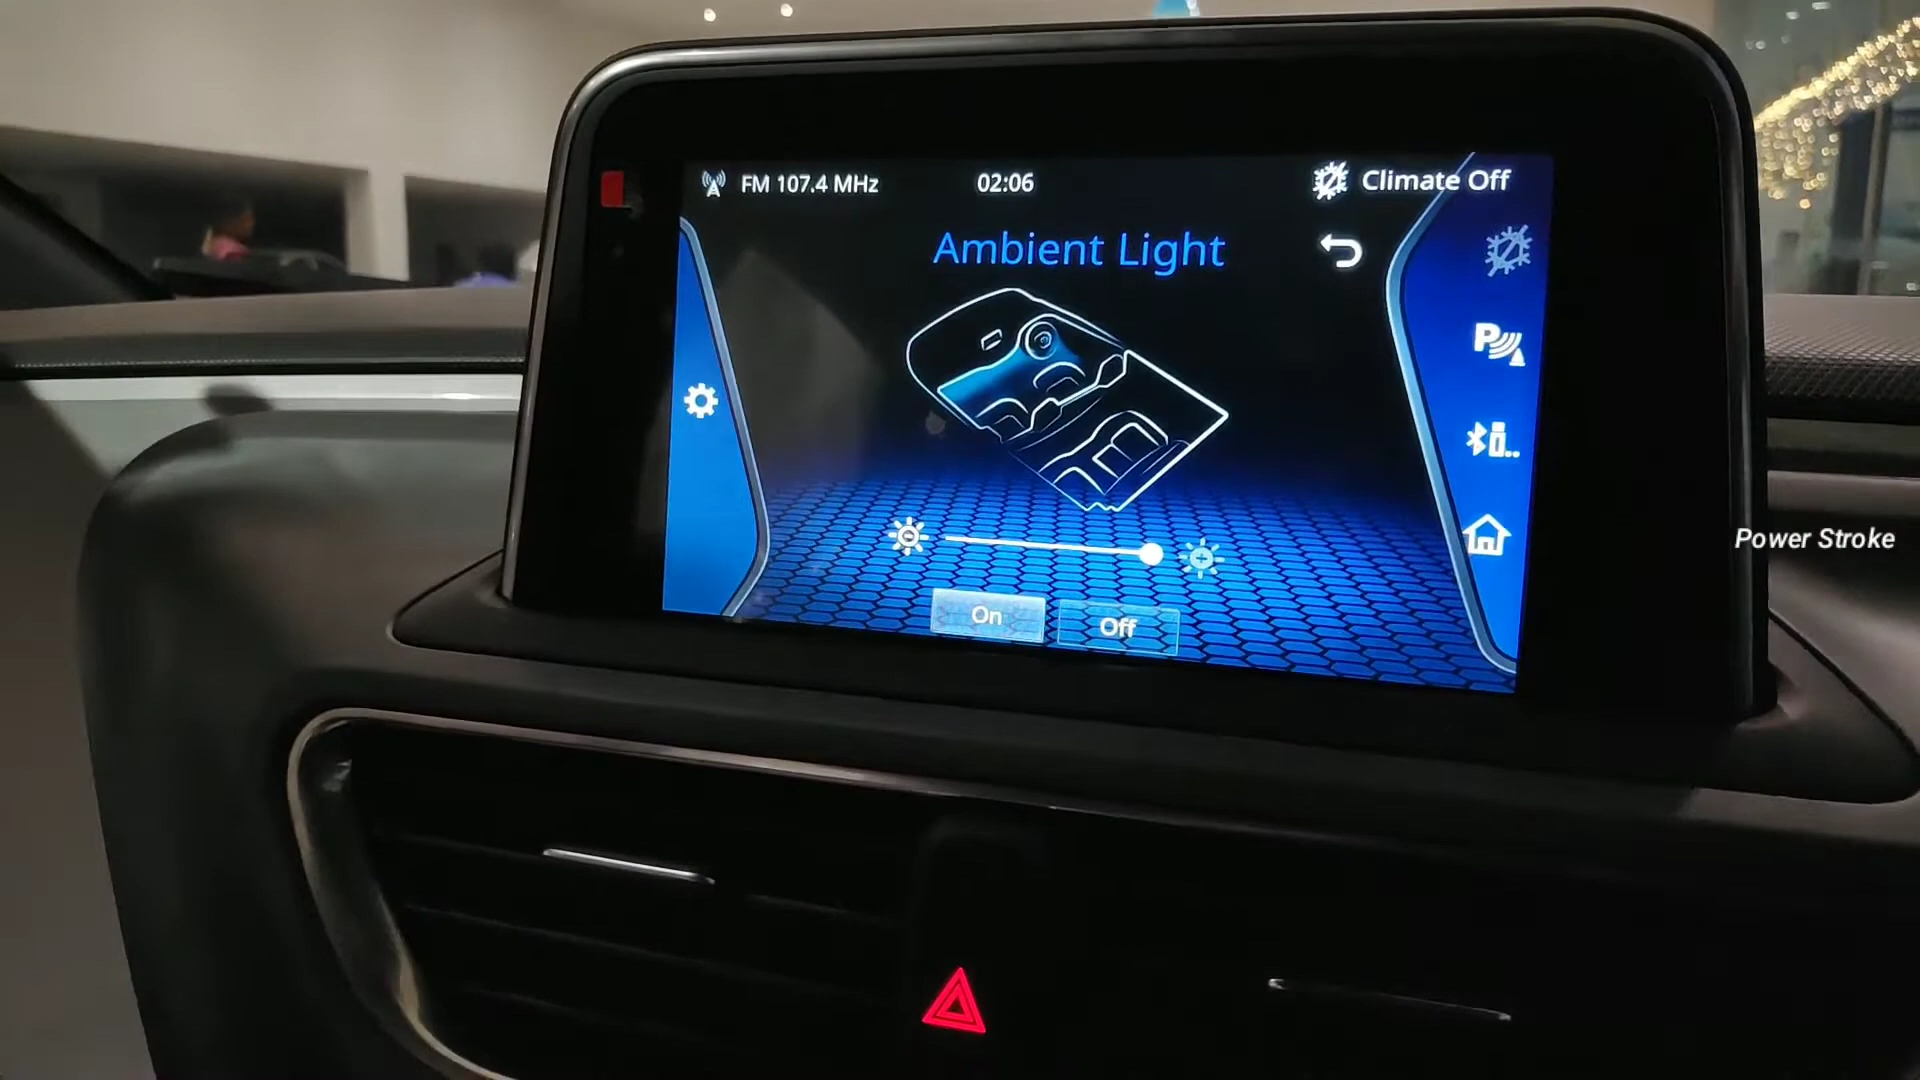 FM 107.4 MHz
02:06
Climate Off
Ambient Light
P
On
Off
Power Stroke